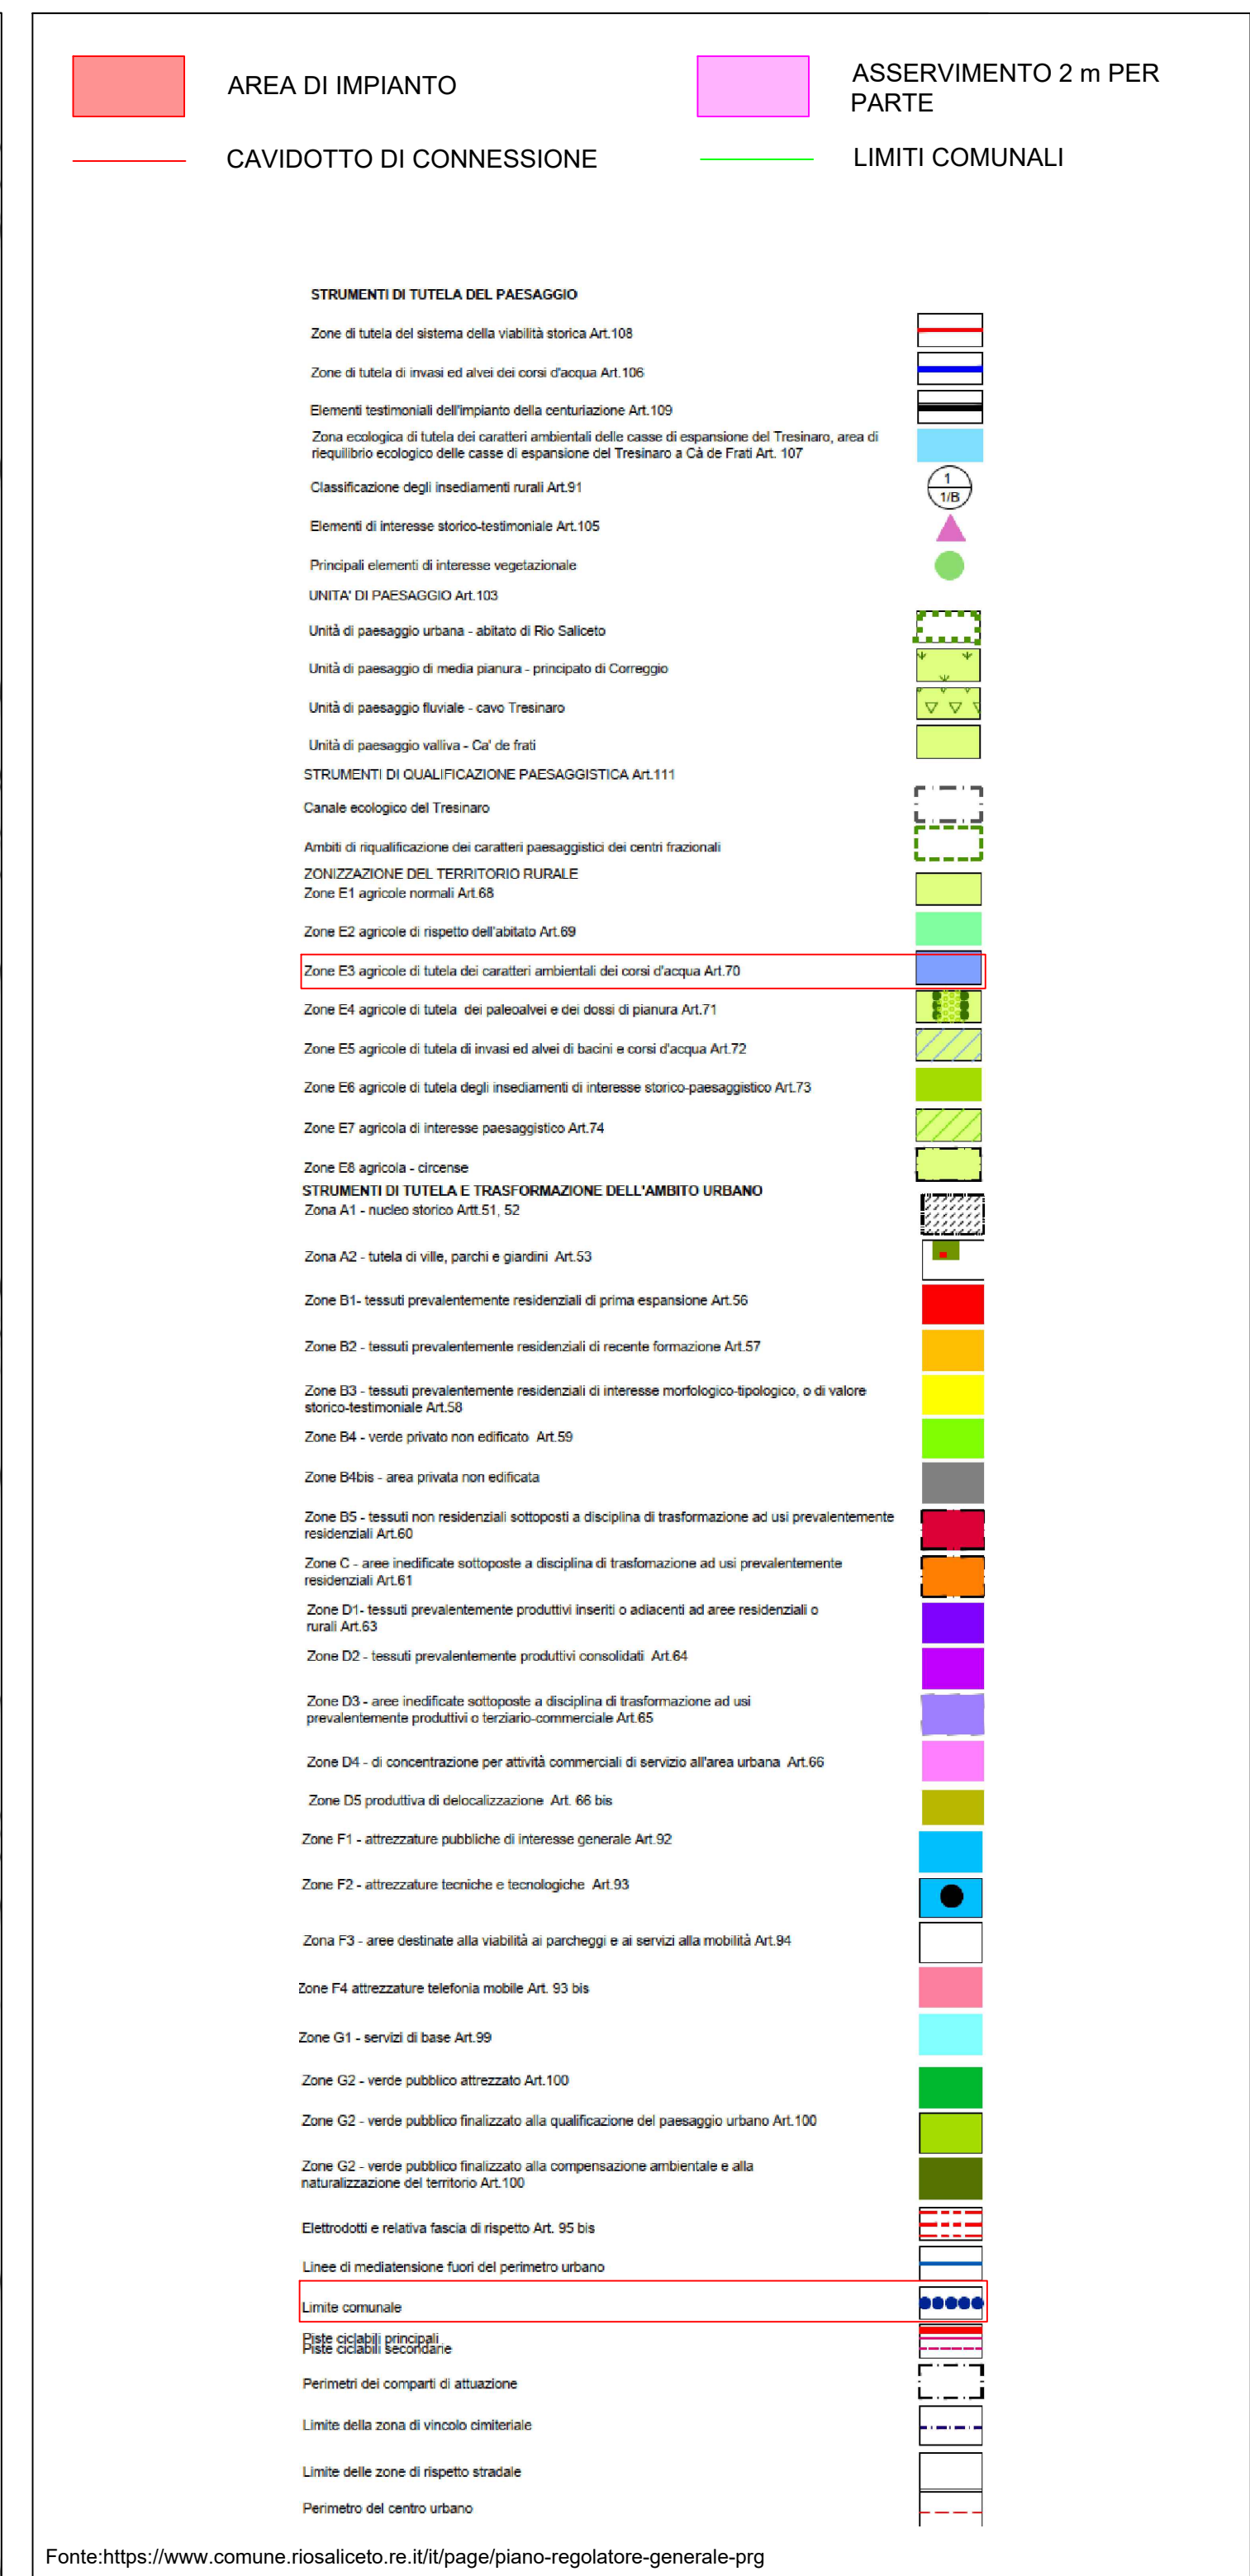 AREA DI IMPIANTO
ASSERVIMENTO 2 m PER
PARTE
CAVIDOTTO DI CONNESSIONE
LIMITI COMUNALI
STRUMENTI DI TUTELA DEL PAESAGGIO
Zone di tutela del sistema della viabilità storica Art.108
Zone di tutela di invasi ed alvei dei corsi d'acqua Art.106
Elementi testimoniali dell'impianto della centuriazione Art.109
Zona ecologica di tutela dei caratteri ambientali delle casse di espansione del Tresinaro, area di
riequilibrio ecologico delle casse di espansione del Tresinaro a Cà de Frati Art. 107
Classificazione degli insediamenti rurali Art.91
1
1/B
Elementi di interesse storico-testimoniale Art.105
Principali elementi di interesse vegetazionale
UNITA' DI PAESAGGIO Art.103
Unità di paesaggio urbana - abitato di Rio Saliceto
Unità di paesaggio di media pianura - principato di Correggio
Unità di paesaggio fluviale - cavo Tresinaro
Unità di paesaggio valliva - Ca' de frati
STRUMENTI DI QUALIFICAZIONE PAESAGGISTICA Art.111
Canale ecologico del Tresinaro
Ambiti di riqualificazione dei caratteri paesaggistici dei centri frazionali
ZONIZZAZIONE DEL TERRITORIO RURALE
Zone E1 agricole normali Art.68
Zone E2 agricole di rispetto dell'abitato Art.69
Zone E3 agricole di tutela dei caratteri ambientali dei corsi d'acqua Art.70
Zone E4 agricole di tutela dei paleoalvei e dei dossi di pianura Art.71
Zone E5 agricole di tutela di invasi ed alvei di bacini e corsi d'acqua Art.72
Zone E6 agricole di tutela degli insediamenti di interesse storico-paesaggistico Art.73
Zone E7 agricola di interesse paesaggistico Art.74
Zone E8 agricola - circense
STRUMENTI DI TUTELA E TRASFORMAZIONE DELL'AMBITO URBANO
Zona A1 - nucleo storico Artt.51, 52
Zona A2 - tutela di ville, parchi e giardini Art.53
Zone B1- tessuti prevalentemente residenziali di prima espansione Art.56
Zone B2 - tessuti prevalentemente residenziali di recente formazione Art.57
Zone B3 - tessuti prevalentemente residenziali di interesse morfologico-tipologico, o di valore
storico-testimoniale Art.58
Zone B4 - verde privato non edificato Art.59
Zone B4bis - area privata non edificata
Zone B5 - tessuti non residenziali sottoposti a disciplina di trasformazione ad usi prevalentemente
residenziali Art.60
Zone C - aree inedificate sottoposte a disciplina di trasfomazione ad usi prevalentemente
residenziali Art.61
Zone D1- tessuti prevalentemente produttivi inseriti o adiacenti ad aree residenziali o
rurali Art.63
Zone D2 - tessuti prevalentemente produttivi consolidati Art.64
Zone D3 - aree inedificate sottoposte a disciplina di trasformazione ad usi
prevalentemente produttivi o terziario-commerciale Art.65
Zone D4 - di concentrazione per attività commerciali di servizio all'area urbana Art.66
Zone D5 produttiva di delocalizzazione Art. 66 bis
Zone F1 - attrezzature pubbliche di interesse generale Art.92
Zone F2 - attrezzature tecniche e tecnologiche Art.93
Zona F3 - aree destinate alla viabilità ai parcheggi e ai servizi alla mobilità Art.94
Zone F4 attrezzature telefonia mobile Art. 93 bis
Zone G1 - servizi di base Art.99
Zone G2 - verde pubblico attrezzato Art.100
Zone G2 - verde pubblico finalizzato alla qualificazione del paesaggio urbano Art.100
Zone G2 - verde pubblico finalizzato alla compensazione ambientale e alla
naturalizzazione del territorio Art.100
Elettrodotti e relativa fascia di rispetto Art. 95 bis
Linee di mediatensione fuori del perimetro urbano
Limite comunale
Piste ciclabili principali
Piste ciclabili secondarie
Perimetri dei comparti di attuazione
Limite della zona di vincolo cimiteriale
Limite delle zone di rispetto stradale
Perimetro del centro urbano
Fonte:https://www.comune.riosaliceto.re.it/it/page/piano-regolatore-generale-prg